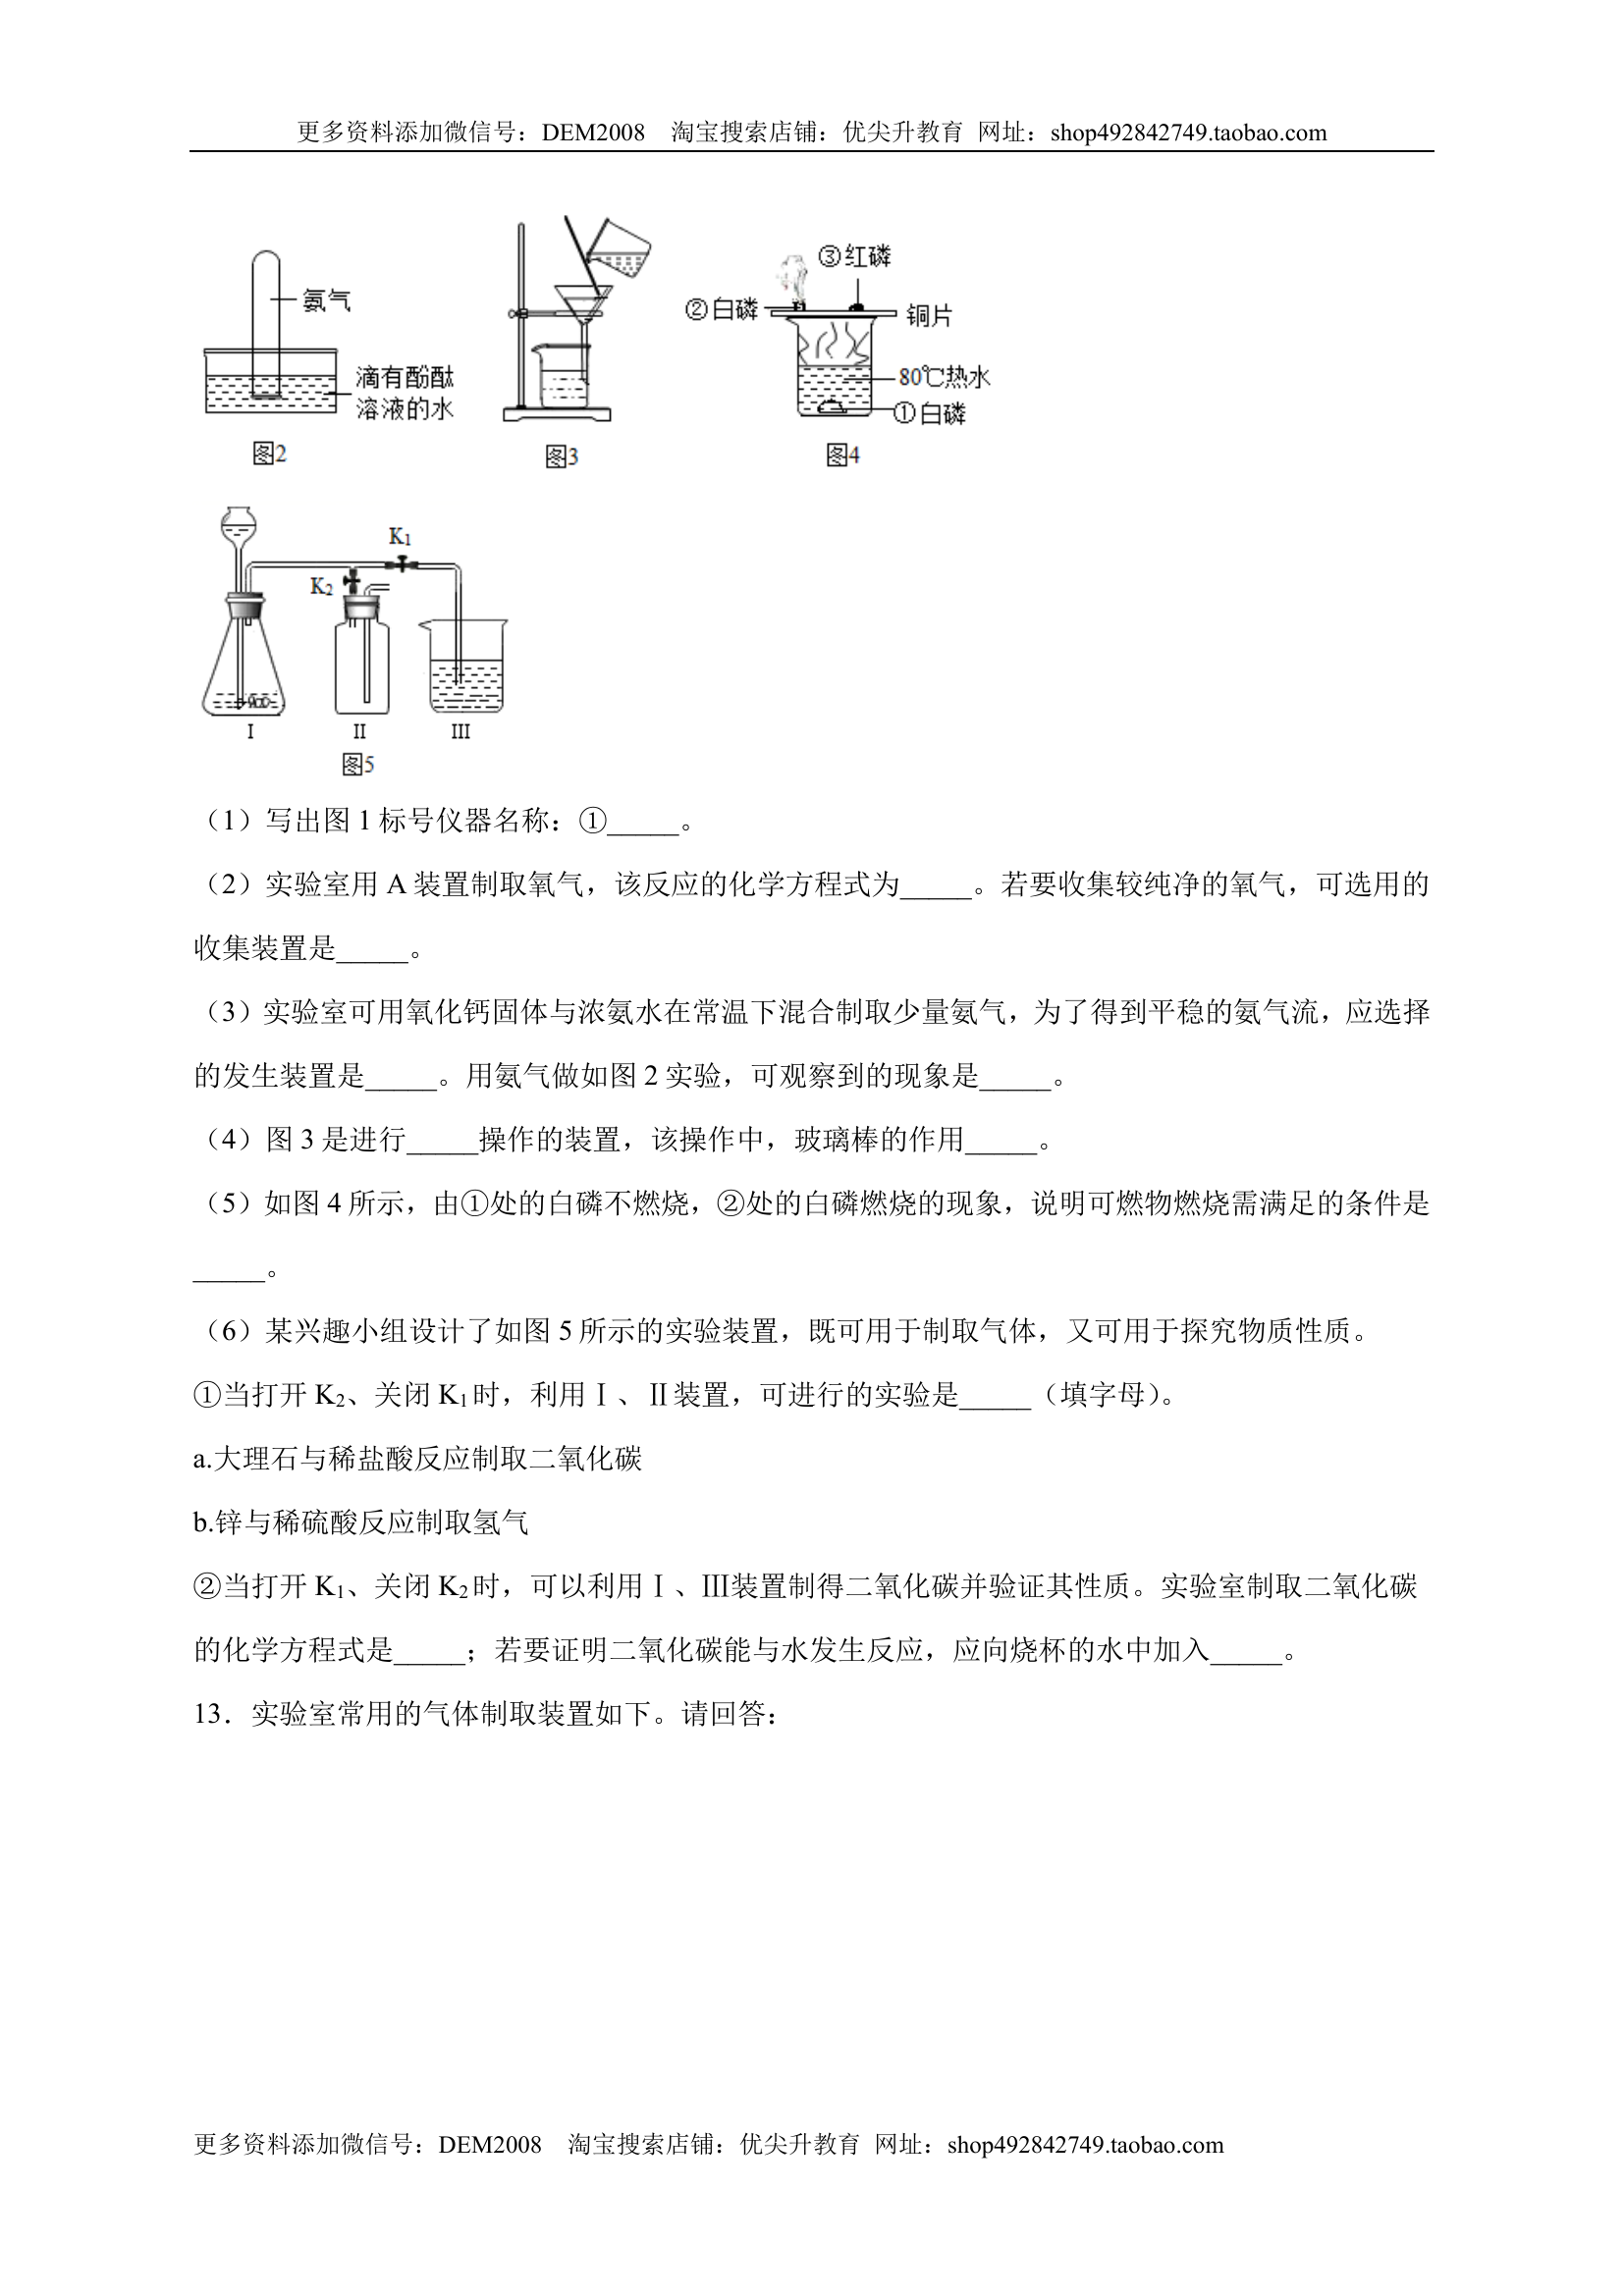 更多资料添加微信号：DEM2008 淘宝搜索店铺：优尖升教育 网址：shop492842749.taobao.com
氨气
滴有酚酞
溶液的水
图2
图3
③红磷
②白磷
铜片
80℃热水
①白磷
图4
K₁
K₂
I II III
图5
（1）写出图 1 标号仪器名称：①_____。
（2）实验室用 A 装置制取氧气，该反应的化学方程式为_____。若要收集较纯净的氧气，可选用的
收集装置是_____。
（3）实验室可用氧化钙固体与浓氨水在常温下混合制取少量氨气，为了得到平稳的氨气流，应选择
的发生装置是_____。用氨气做如图 2 实验，可观察到的现象是_____。
（4）图 3 是进行_____操作的装置，该操作中，玻璃棒的作用_____。
（5）如图 4 所示，由①处的白磷不燃烧，②处的白磷燃烧的现象，说明可燃物燃烧需满足的条件是
_____。
（6）某兴趣小组设计了如图 5 所示的实验装置，既可用于制取气体，又可用于探究物质性质。
①当打开 K₂、关闭 K₁时，利用Ⅰ、Ⅱ装置，可进行的实验是_____（填字母）。
a.大理石与稀盐酸反应制取二氧化碳
b.锌与稀硫酸反应制取氢气
②当打开 K₁、关闭 K₂时，可以利用Ⅰ、Ⅲ装置制得二氧化碳并验证其性质。实验室制取二氧化碳
的化学方程式是_____；若要证明二氧化碳能与水发生反应，应向烧杯的水中加入_____。
13．实验室常用的气体制取装置如下。请回答：
更多资料添加微信号：DEM2008 淘宝搜索店铺：优尖升教育 网址：shop492842749.taobao.com